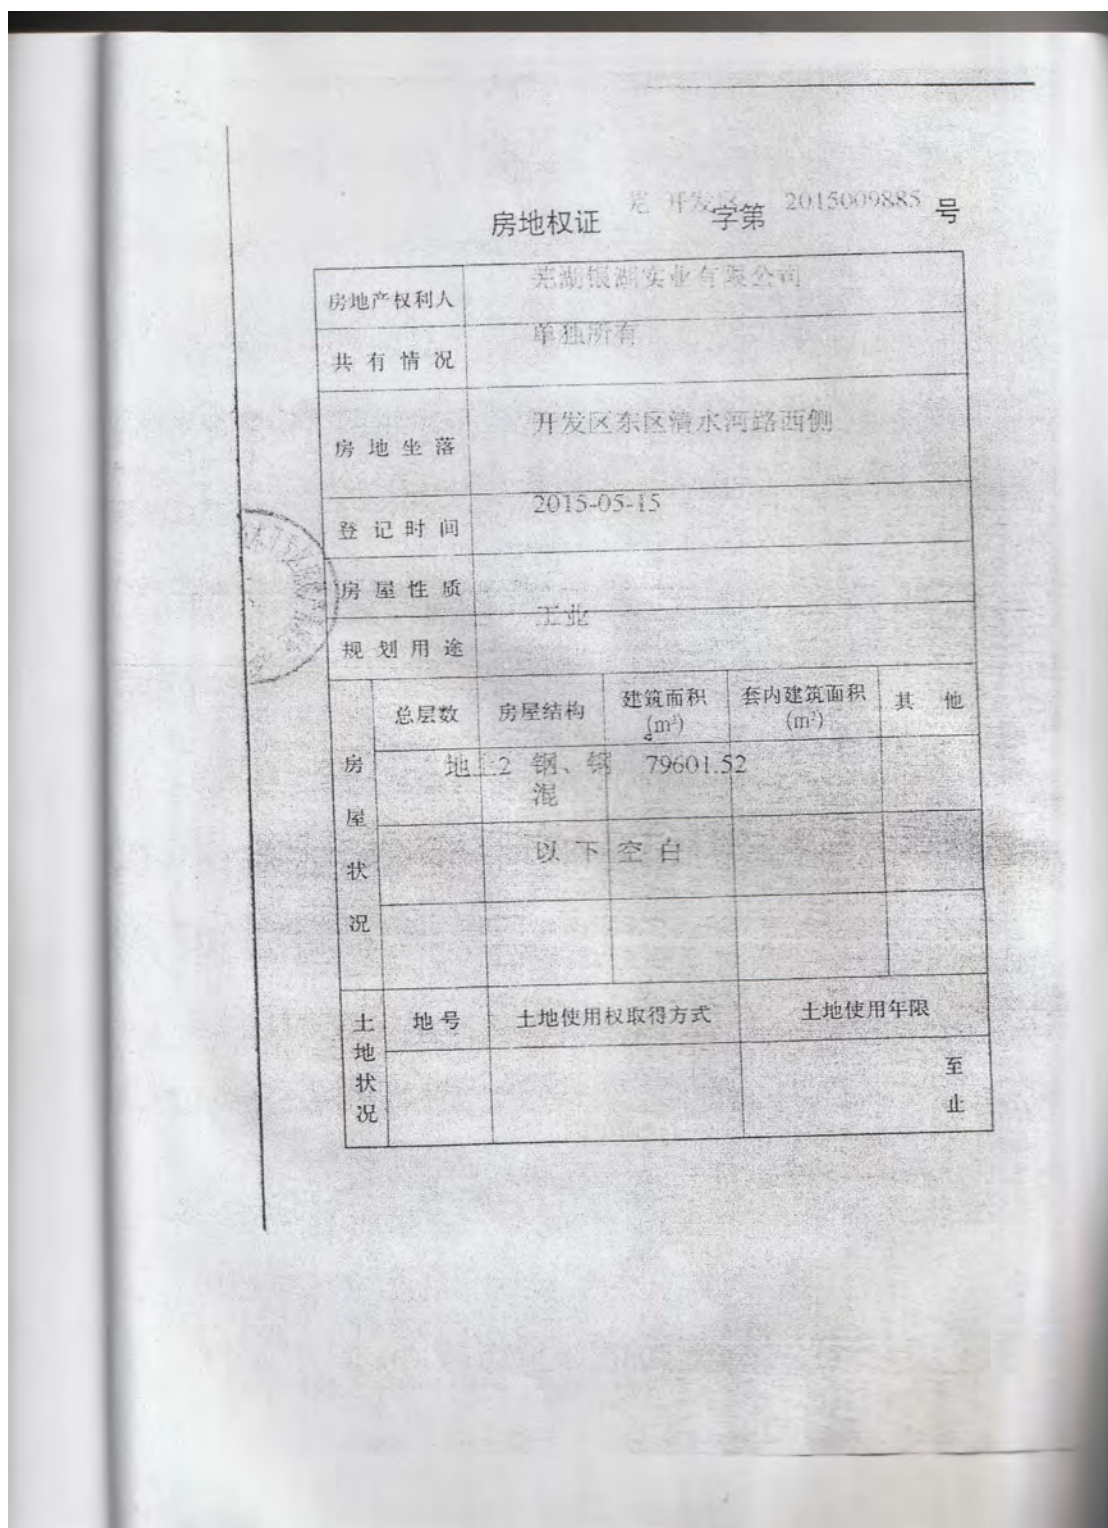 房地权证 芜 开发区 字第 2015009885 号
房地产权利人 芜湖银湖实业有限公司
共有情况 单独所有
房地坐落 开发区东区清水河路西侧
登记时间 2015-05-15
房屋性质
规划用途 工业
房屋状况
总层数 房屋结构 建筑面积(m²) 套内建筑面积(m²) 其他
地上2 钢、钢 79601.52
混
以下空白
土地状况
地号 土地使用权取得方式 土地使用年限
至
止